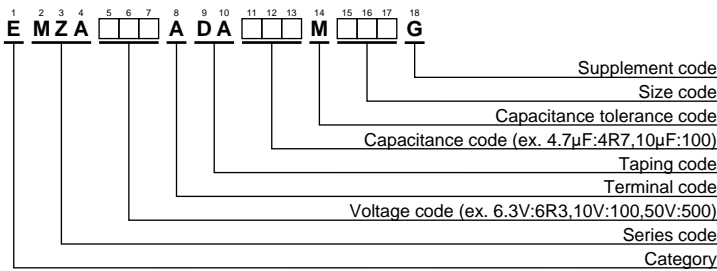 1 2 3 4 5 6 7 8 9 10 11 12 13 14 15 16 17 18
E M Z A A D A M G
Supplement code
Size code
Capacitance tolerance code
Capacitance code (ex. 4.7μF:4R7,10μF:100)
Taping code
Terminal code
Voltage code (ex. 6.3V:6R3,10V:100,50V:500)
Series code
Category